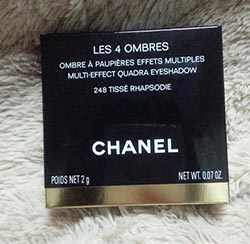 LES 4 OMBRES
OMBRE À PAUPIÈRES EFFETS MULTIPLES
MULTI-EFFECT QUADRA EYESHADOW
248 TISSÉ RHAPSODIE
CHANEL
POIDS NET 2 g NET WT. 0.07 OZ.